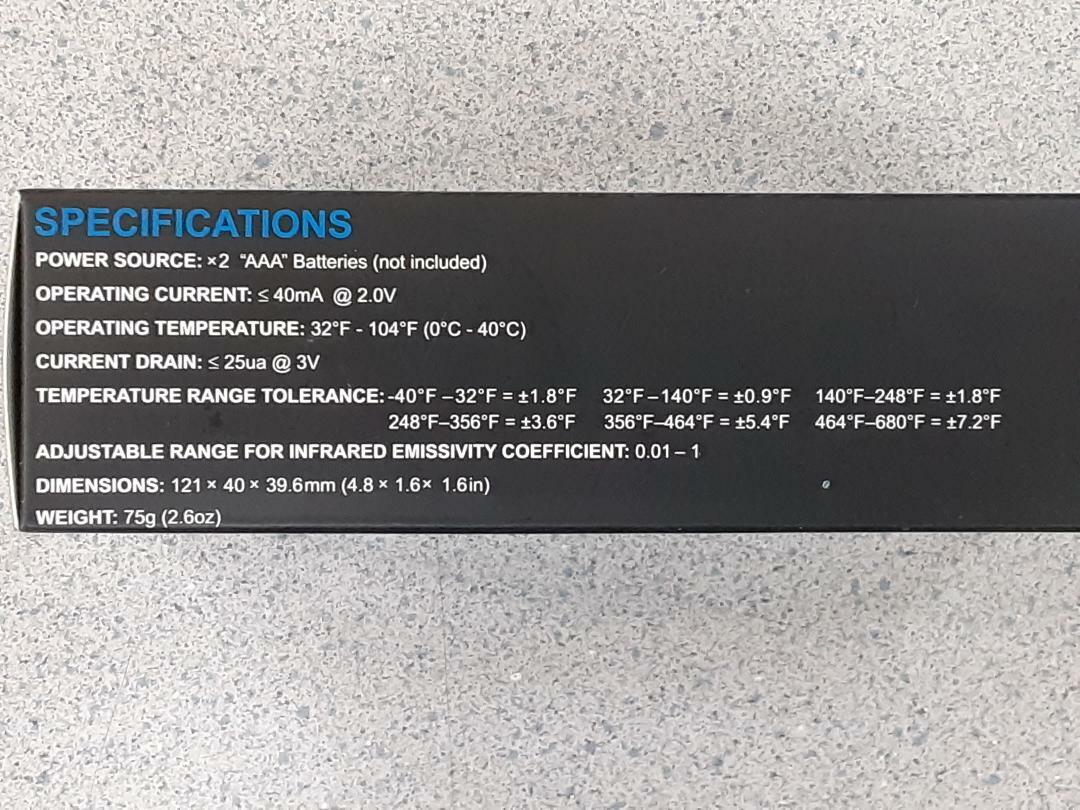 SPECIFICATIONS
POWER SOURCE: ×2 “AAA” Batteries (not included)
OPERATING CURRENT: ≤ 40mA @ 2.0V
OPERATING TEMPERATURE: 32°F - 104°F (0°C - 40°C)
CURRENT DRAIN: ≤ 25ua @ 3V
TEMPERATURE RANGE TOLERANCE: -40°F –32°F = ±1.8°F 32°F–140°F = ±0.9°F 140°F–248°F = ±1.8°F
248°F–356°F = ±3.6°F 356°F–464°F = ±5.4°F 464°F–680°F = ±7.2°F
ADJUSTABLE RANGE FOR INFRARED EMISSIVITY COEFFICIENT: 0.01 – 1
DIMENSIONS: 121 × 40 × 39.6mm (4.8 × 1.6× 1.6in)
WEIGHT: 75g (2.6oz)